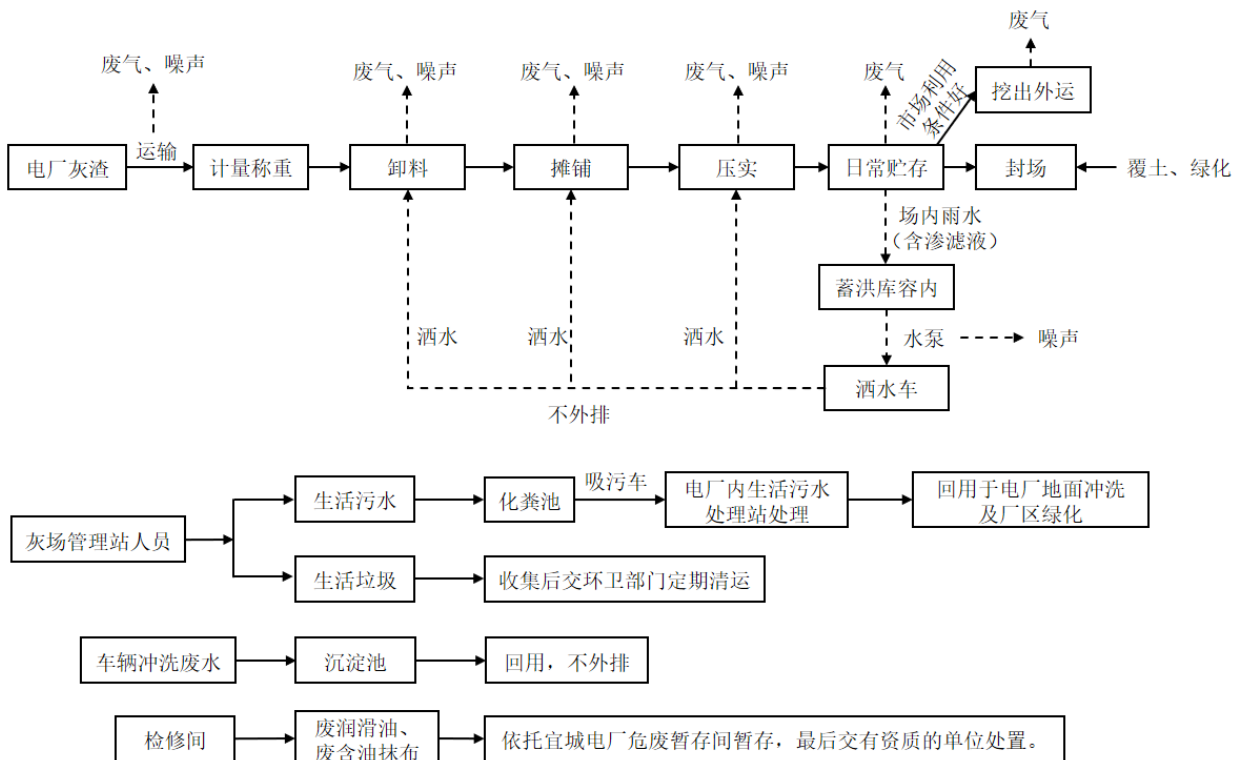 废气
废气、噪声
废气、噪声
废气、噪声
废气、噪声
废气
市场利用
条件好
挖出外运
电厂灰渣
运输
计量称重
卸料
摊铺
压实
日常贮存
封场
覆土、绿化
场内雨水
（含渗滤液）
蓄洪库容内
洒水
洒水
洒水
水泵
噪声
洒水车
不外排
生活污水
化粪池
吸污车
电厂内生活污水
处理站处理
回用于电厂地面冲洗
及厂区绿化
灰场管理站人员
生活垃圾
收集后交环卫部门定期清运
车辆冲洗废水
沉淀池
回用，不外排
检修间
废润滑油、
废含油抹布
依托宜城电厂危废暂存间暂存，最后交有资质的单位处置。